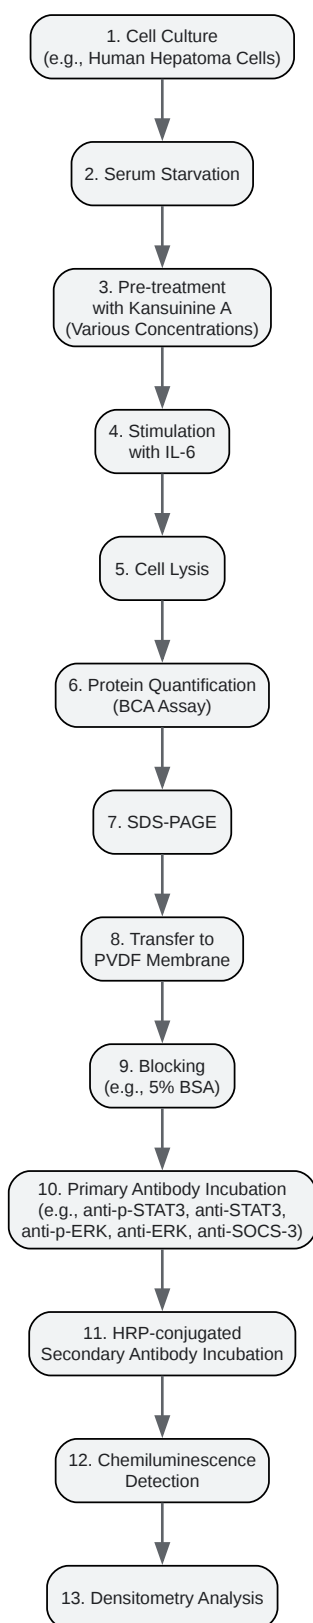 1. Cell Culture
(e.g., Human Hepatoma Cells)
2. Serum Starvation
3. Pre-treatment
with Kansuinine A
(Various Concentrations)
4. Stimulation
with IL-6
5. Cell Lysis
6. Protein Quantification
(BCA Assay)
7. SDS-PAGE
8. Transfer to
PVDF Membrane
9. Blocking
(e.g., 5% BSA)
10. Primary Antibody Incubation
(e.g., anti-p-STAT3, anti-STAT3,
anti-p-ERK, anti-ERK, anti-SOCS-3)
11. HRP-conjugated
Secondary Antibody Incubation
12. Chemiluminescence
Detection
13. Densitometry Analysis